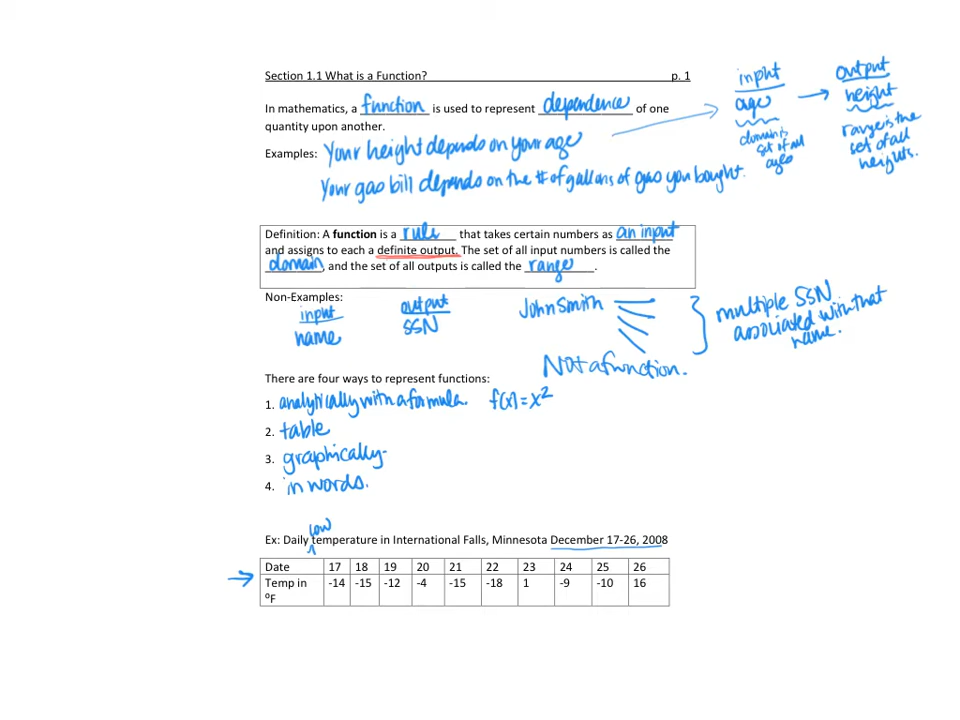 Section 1.1 What is a Function? p. 1
In mathematics, a function is used to represent dependence of one
quantity upon another.
Examples: Your height depends on your age
Your gas bill depends on the # of gallons of gas you bought.
input
age
domain is
set of all
ages
output
height
range is the
set of all
heights.
Definition: A function is a rule that takes certain numbers as an input
and assigns to each a definite output. The set of all input numbers is called the
domain, and the set of all outputs is called the range.
Non-Examples:
input output
name SSN
John Smith
multiple SSN
associated with that
name.
Not a function.
There are four ways to represent functions:
1. analytically with a formula. f(x) = x²
2. table
3. graphically
4. in words.
low
Ex: Daily temperature in International Falls, Minnesota December 17-26, 2008
Date 17 18 19 20 21 22 23 24 25 26
Temp in -14 -15 -12 -4 -15 -18 1 -9 -10 16
⁰F